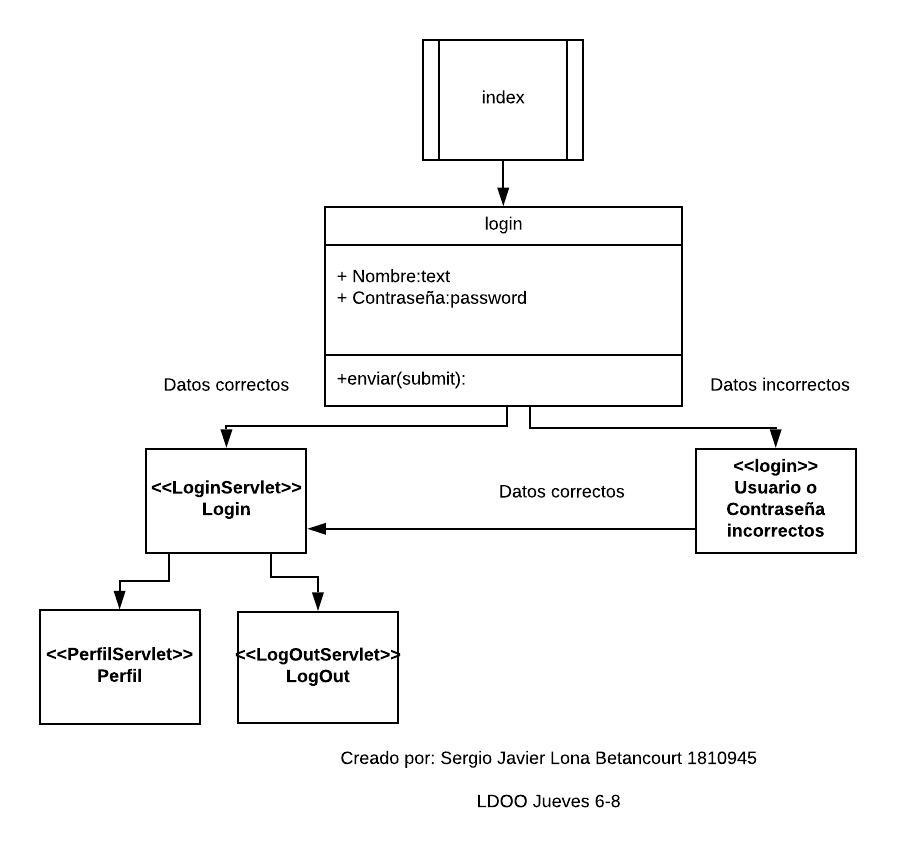 index
login
+ Nombre:text
+ Contraseña:password
+enviar(submit):
Datos correctos
Datos incorrectos
<<LoginServlet>>
Login
Datos correctos
<<login>>
Usuario o
Contraseña
incorrectos
<<PerfilServlet>>
Perfil
<<LogOutServlet>>
LogOut
Creado por: Sergio Javier Lona Betancourt 1810945
LDOO Jueves 6-8